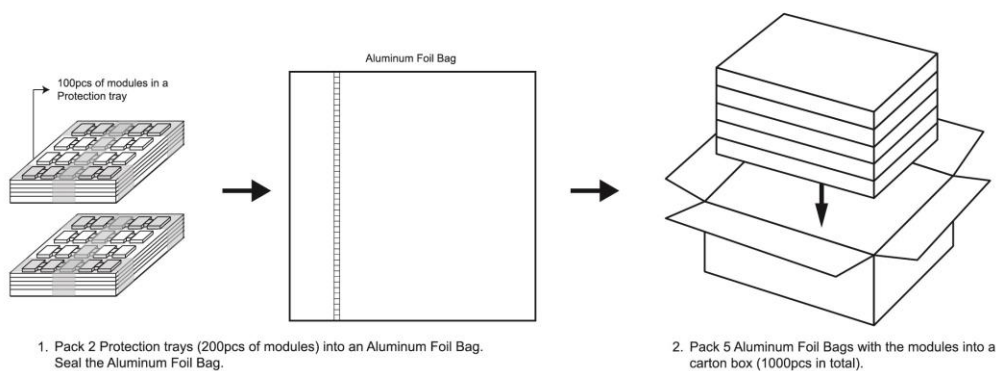 Aluminum Foil Bag
100pcs of modules in a
Protection tray
1. Pack 2 Protection trays (200pcs of modules) into an Aluminum Foil Bag.
Seal the Aluminum Foil Bag.
2. Pack 5 Aluminum Foil Bags with the modules into a
carton box (1000pcs in total).